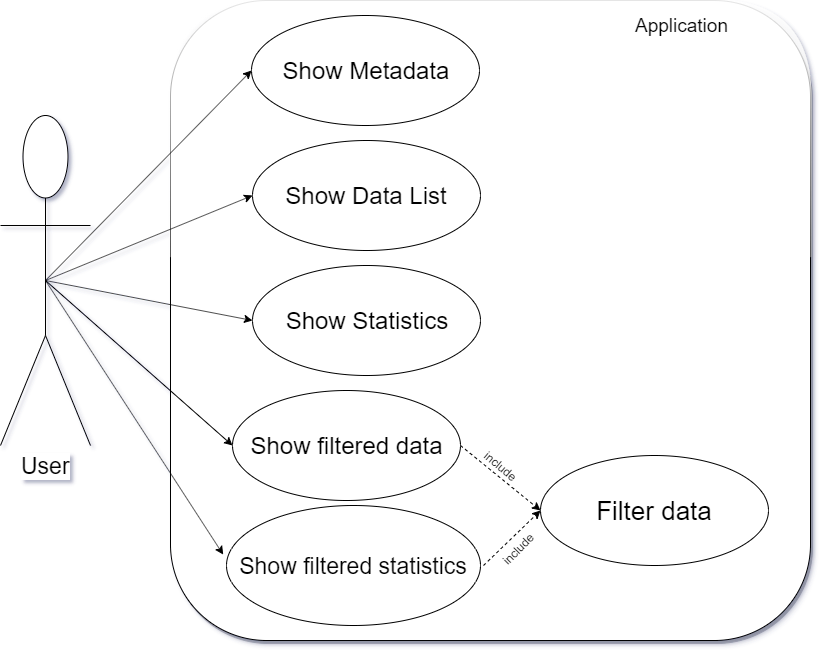 Application
Show Metadata
Show Data List
Show Statistics
Show filtered data
include
User
Filter data
include
Show filtered statistics